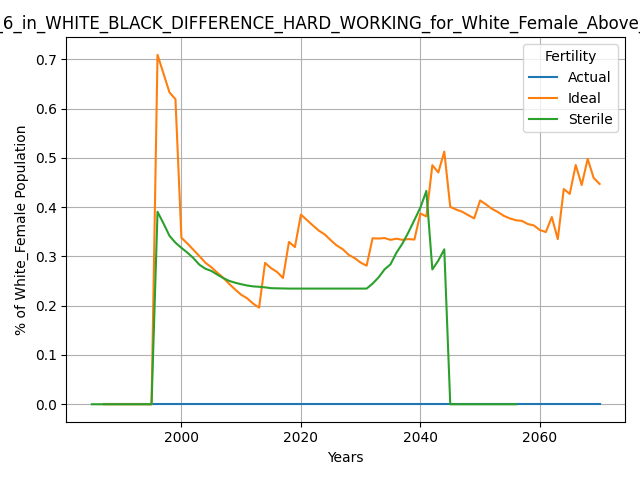 _6_in_WHITE_BLACK_DIFFERENCE_HARD_WORKING_for_White_Female_Above_
Fertility
Actual
Ideal
Sterile
% of White_Female Population
0.7
0.6
0.5
0.4
0.3
0.2
0.1
0.0
2000 2020 2040 2060
Years